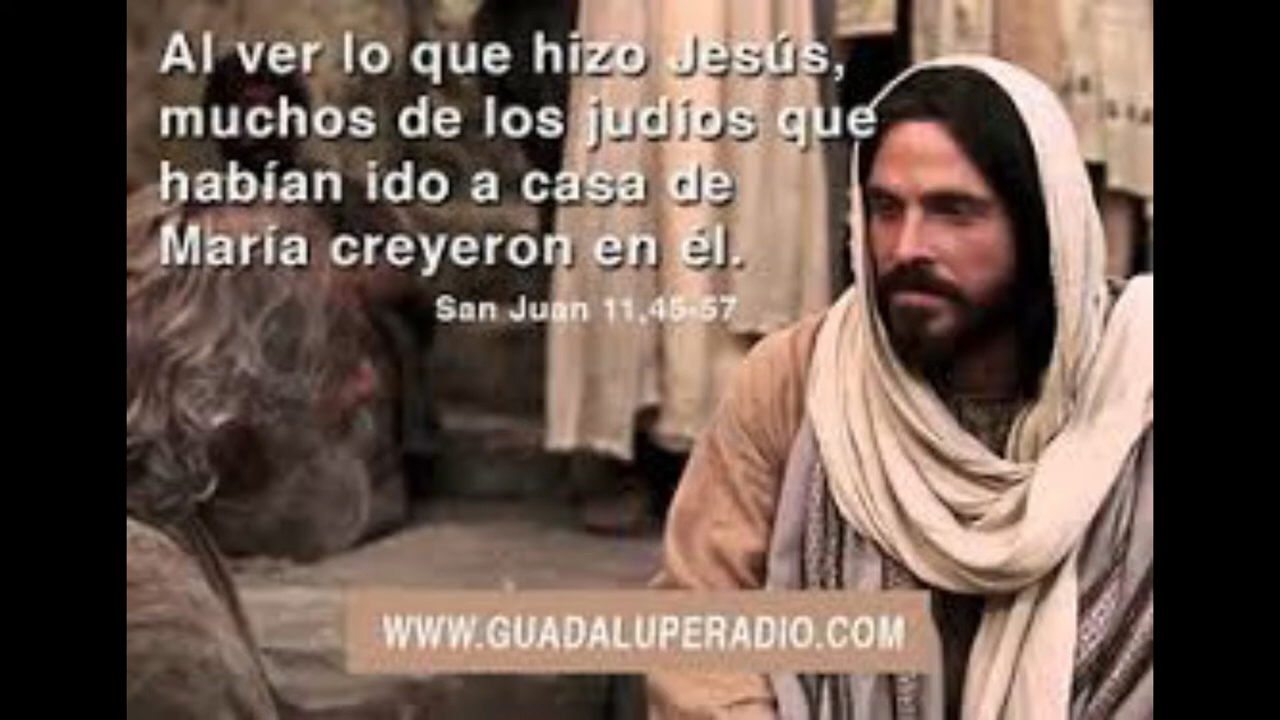 Al ver lo que hizo Jesús,
muchos de los judíos que
habían ido a casa de
María creyeron en él.
San Juan 11,45-57
WWW.GUADALUPERADIO.COM